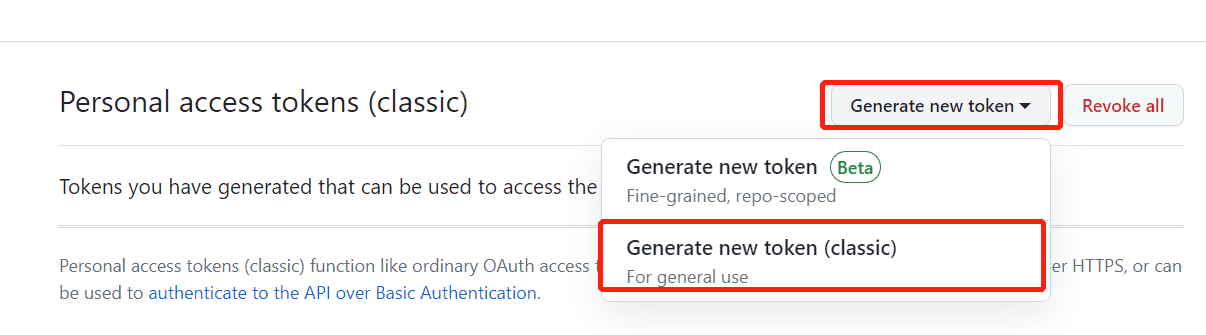 Personal access tokens (classic)
Generate new token
Revoke all
Generate new token Beta
Fine-grained, repo-scoped
Tokens you have generated that can be used to access the
Generate new token (classic)
For general use
Personal access tokens (classic) function like ordinary OAuth access HTTPS, or can
be used to authenticate to the API over Basic Authentication.